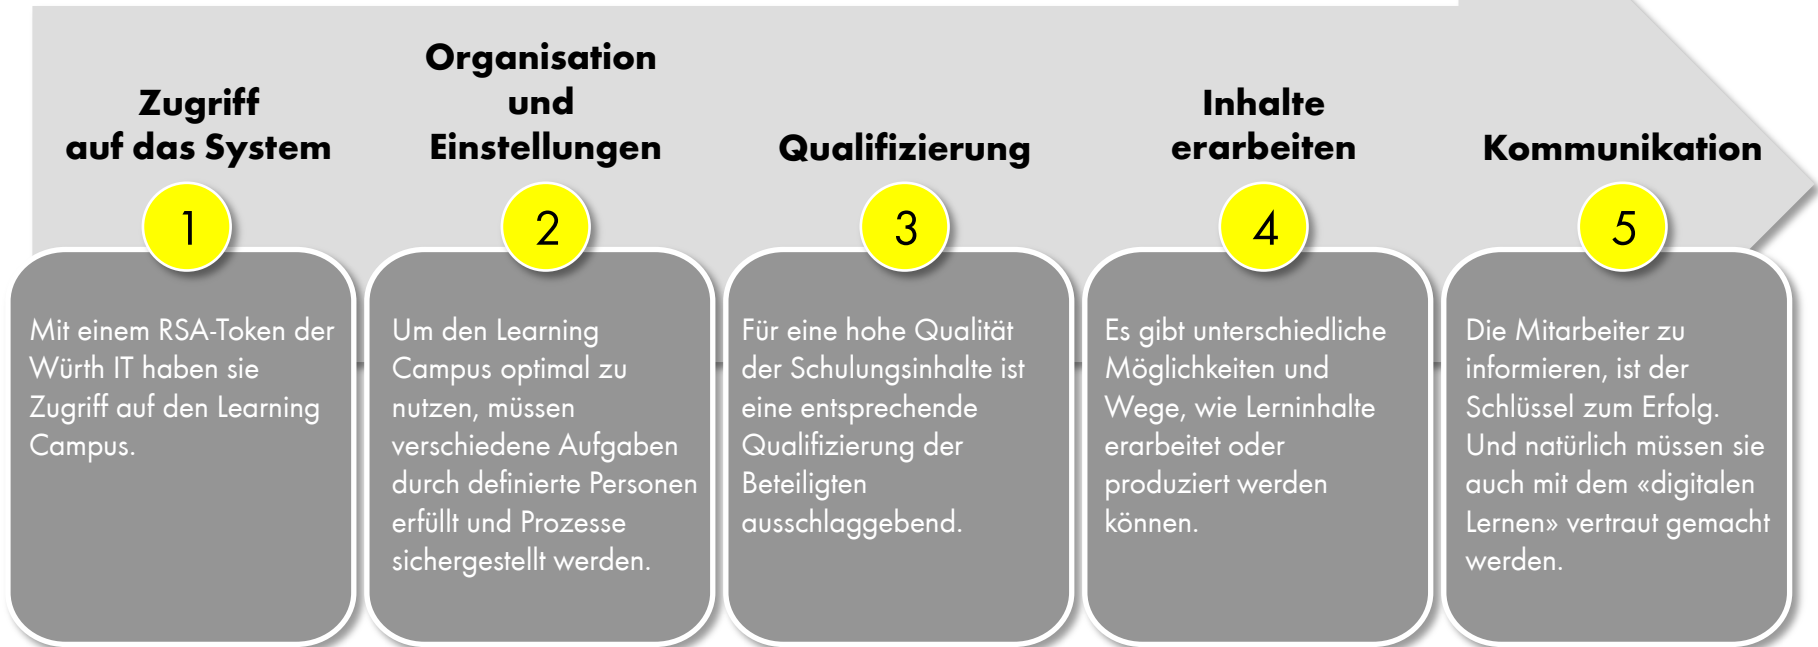 Zugriff
auf das System
1
Mit einem RSA-Token der
Würth IT haben sie
Zugriff auf den Learning
Campus.
Organisation
und
Einstellungen
2
Um den Learning
Campus optimal zu
nutzen, müssen
verschiedene Aufgaben
durch definierte Personen
erfüllt und Prozesse
sichergestellt werden.
Qualifizierung
3
Für eine hohe Qualität
der Schulungsinhalte ist
eine entsprechende
Qualifizierung der
Beteiligten
ausschlaggebend.
Inhalte
erarbeiten
4
Es gibt unterschiedliche
Möglichkeiten und
Wege, wie Lerninhalte
erarbeitet oder
produziert werden
können.
Kommunikation
5
Die Mitarbeiter zu
informieren, ist der
Schlüssel zum Erfolg.
Und natürlich müssen sie
auch mit dem «digitalen
Lernen» vertraut gemacht
werden.